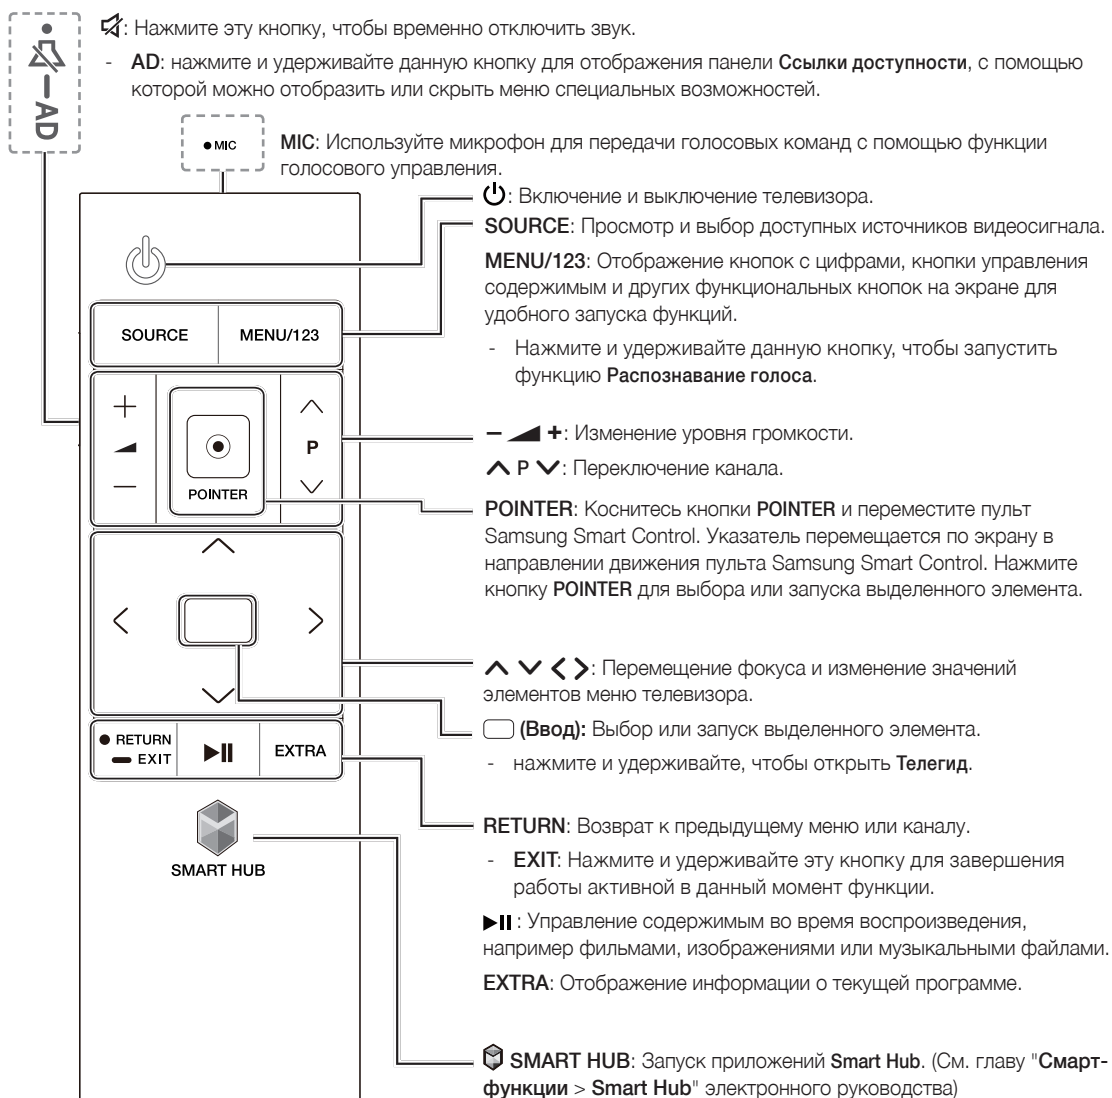 : Нажмите эту кнопку, чтобы временно отключить звук.
- AD: нажмите и удерживайте данную кнопку для отображения панели Ссылки доступности, с помощью
которой можно отобразить или скрыть меню специальных возможностей.
AD
MIC
MIC: Используйте микрофон для передачи голосовых команд с помощью функции
голосового управления.
: Включение и выключение телевизора.
SOURCE: Просмотр и выбор доступных источников видеосигнала.
MENU/123: Отображение кнопок с цифрами, кнопки управления
содержимым и других функциональных кнопок на экране для
удобного запуска функций.
- Нажмите и удерживайте данную кнопку, чтобы запустить
функцию Распознавание голоса.
SOURCE
MENU/123
+
P
—
POINTER
− +: Изменение уровня громкости.
P : Переключение канала.
POINTER: Коснитесь кнопки POINTER и переместите пульт
Samsung Smart Control. Указатель перемещается по экрану в
направлении движения пульта Samsung Smart Control. Нажмите
кнопку POINTER для выбора или запуска выделенного элемента.
: Перемещение фокуса и изменение значений
элементов меню телевизора.
(Ввод): Выбор или запуск выделенного элемента.
- нажмите и удерживайте, чтобы открыть Телегид.
RETURN
EXIT
EXTRA
RETURN: Возврат к предыдущему меню или каналу.
- EXIT: Нажмите и удерживайте эту кнопку для завершения
работы активной в данный момент функции.
: Управление содержимым во время воспроизведения,
например фильмами, изображениями или музыкальными файлами.
EXTRA: Отображение информации о текущей программе.
SMART HUB
SMART HUB: Запуск приложений Smart Hub. (См. главу "Смарт-
функции > Smart Hub" электронного руководства)